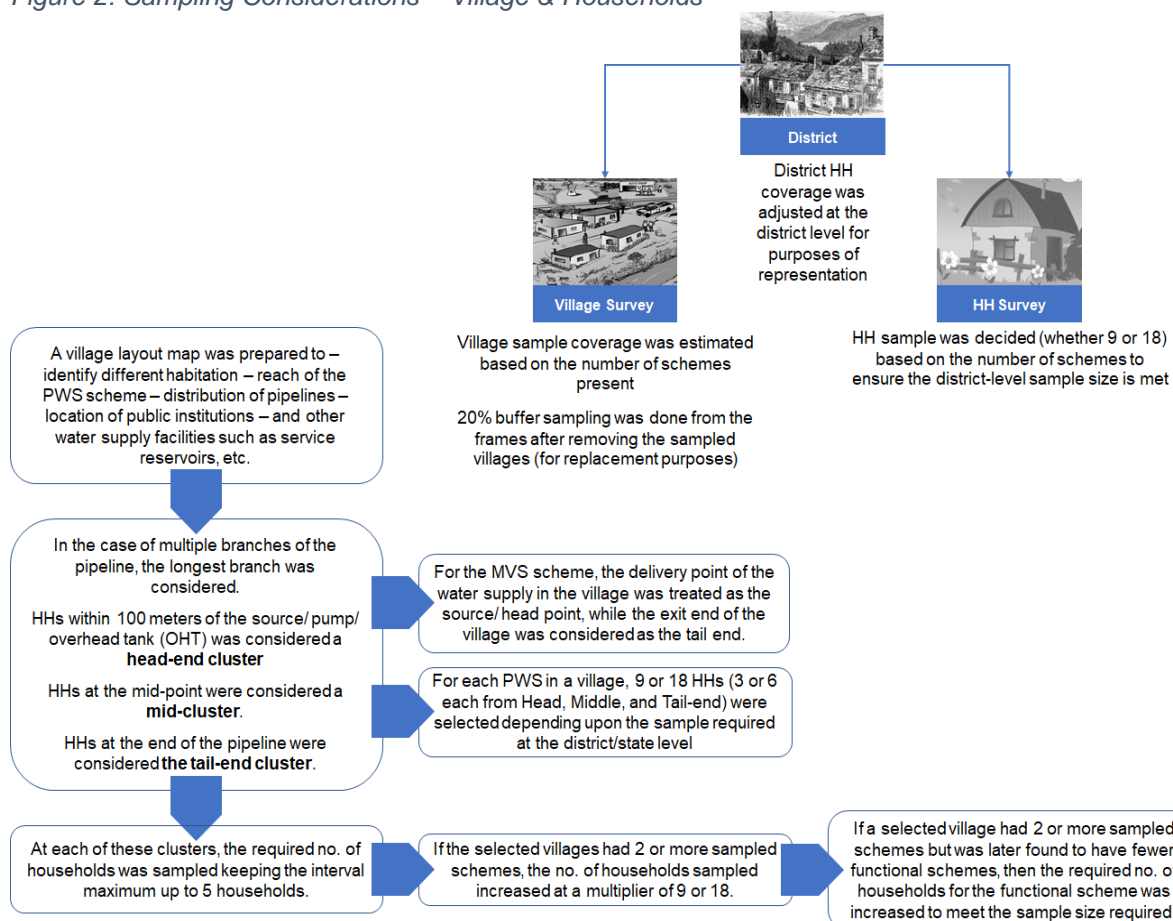 Figure 2: Sampling Considerations – Village & Households
District
District HH
coverage was
adjusted at the
district level for
purposes of
representation
Village Survey
Village sample coverage was estimated
based on the number of schemes
present
20% buffer sampling was done from the
frames after removing the sampled
villages (for replacement purposes)
HH Survey
HH sample was decided (whether 9 or 18)
based on the number of schemes to
ensure the district-level sample size is met
A village layout map was prepared to –
identify different habitation – reach of the
PWS scheme – distribution of pipelines –
location of public institutions – and other
water supply facilities such as service
reservoirs, etc.
In the case of multiple branches of the
pipeline, the longest branch was
considered.
HHs within 100 meters of the source/ pump/
overhead tank (OHT) was considered a
head-end cluster
HHs at the mid-point were considered a
mid-cluster.
HHs at the end of the pipeline were
considered the tail-end cluster.
For the MVS scheme, the delivery point of the
water supply in the village was treated as the
source/ head point, while the exit end of the
village was considered as the tail end.
For each PWS in a village, 9 or 18 HHs (3 or 6
each from Head, Middle, and Tail-end) were
selected depending upon the sample required
at the district/state level
At each of these clusters, the required no. of
households was sampled keeping the interval
maximum up to 5 households.
If the selected villages had 2 or more sampled
schemes, the no. of households sampled
increased at a multiplier of 9 or 18.
If a selected village had 2 or more sampled
schemes but was later found to have fewer
functional schemes, then the required no. of
households for the functional scheme was
increased to meet the sample size required